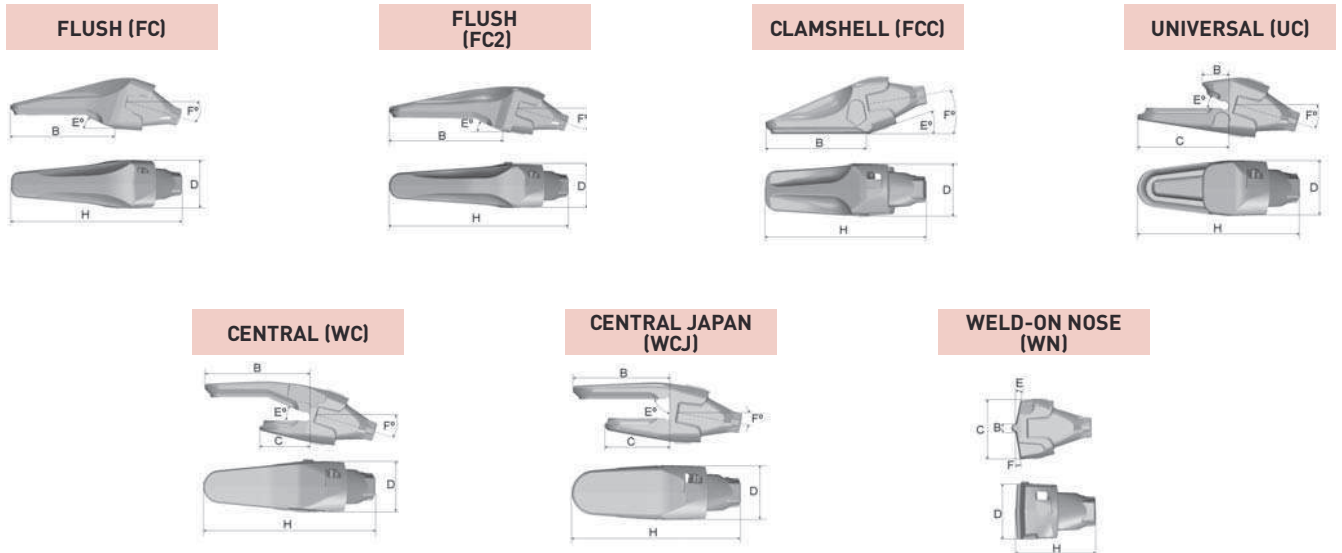 FLUSH (FC)
FLUSH
(FC2)
CLAMSHELL (FCC)
UNIVERSAL (UC)
B
E°
F°
D
H
B
E°
F°
D
H
B
E°
F°
D
H
B
E°
F°
C
D
H
CENTRAL (WC)
CENTRAL JAPAN
(WCJ)
WELD-ON NOSE
(WN)
B
E°
F°
C
D
H
B
E°
F°
C
D
H
E
C
B
F
D
H